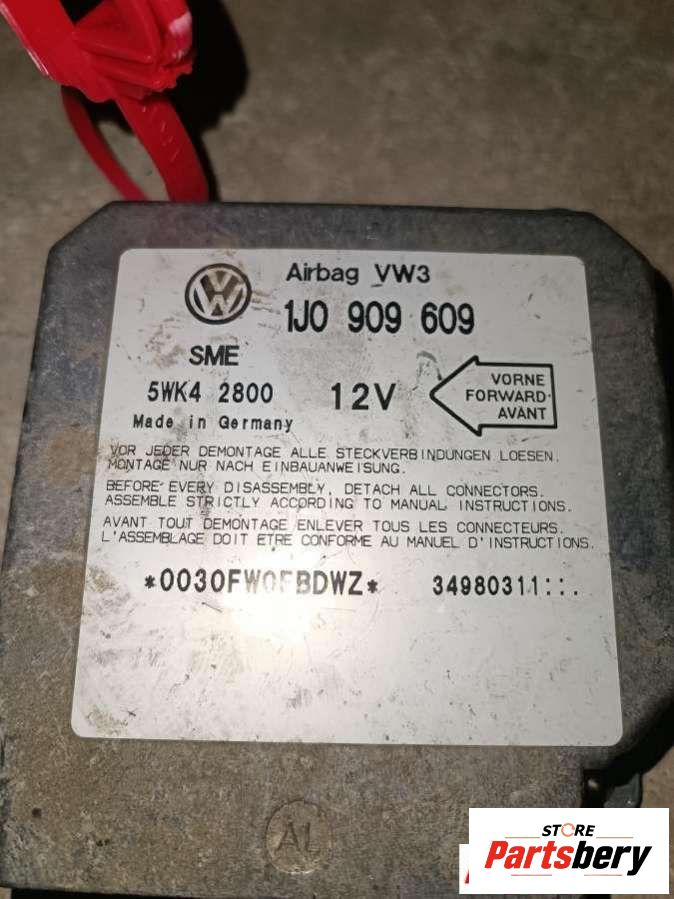 Airbag VW3
1J0 909 609
SME
5WK4 2800
12V
VORNE
FORWARD
AVANT
Made in Germany
VOR JEDER DEMONTAGE ALLE STECKVERBINDUNGEN LOESEN.
MONTAGE NUR NACH EINBAUANWEISUNG.
BEFORE EVERY DISASSEMBLY, DETACH ALL CONNECTORS.
ASSEMBLE STRICTLY ACCORDING TO MANUAL INSTRUCTIONS.
AVANT TOUT DEMONTAGE ENLEVER TOUS LES CONNECTEURS.
L'ASSEMBLAGE DOIT ETRE CONFORME AU MANUEL D'INSTRUCTIONS.
*0030FW0FBDWZ* 34980311::.
A1
STORE
Partsbery